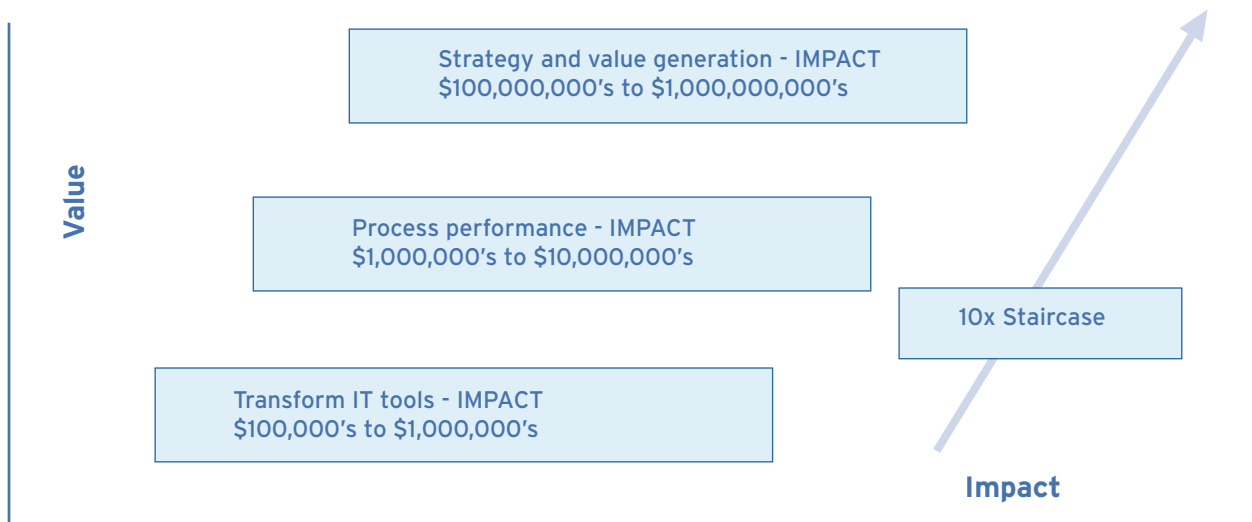 Strategy and value generation - IMPACT
$100,000,000’s to $1,000,000,000’s
Value
Process performance - IMPACT
$1,000,000’s to $10,000,000’s
10x Staircase
Transform IT tools - IMPACT
$100,000’s to $1,000,000’s
Impact